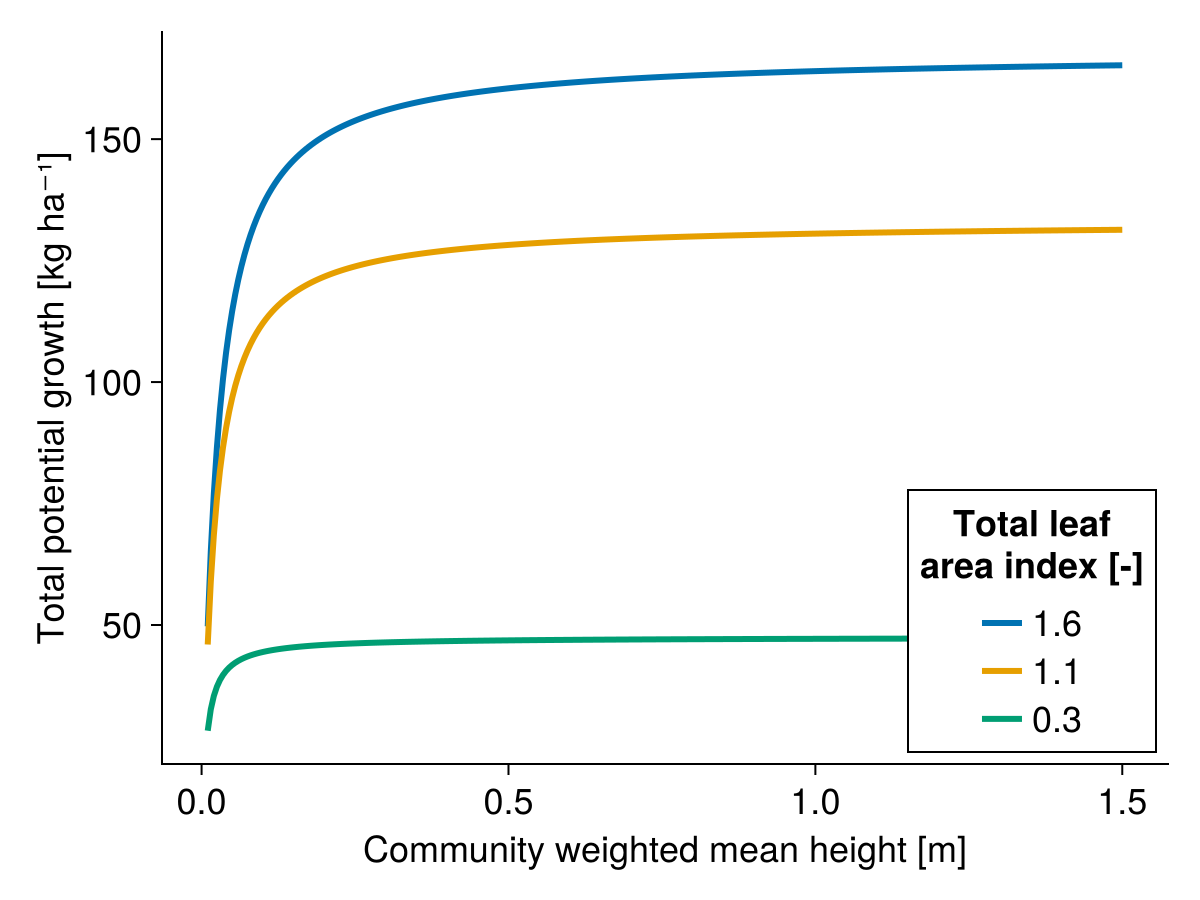 Total potential growth [kg ha⁻¹]
150
100
50
0.0
0.5
1.0
1.5
Community weighted mean height [m]
Total leaf
area index [-]
1.6
1.1
0.3